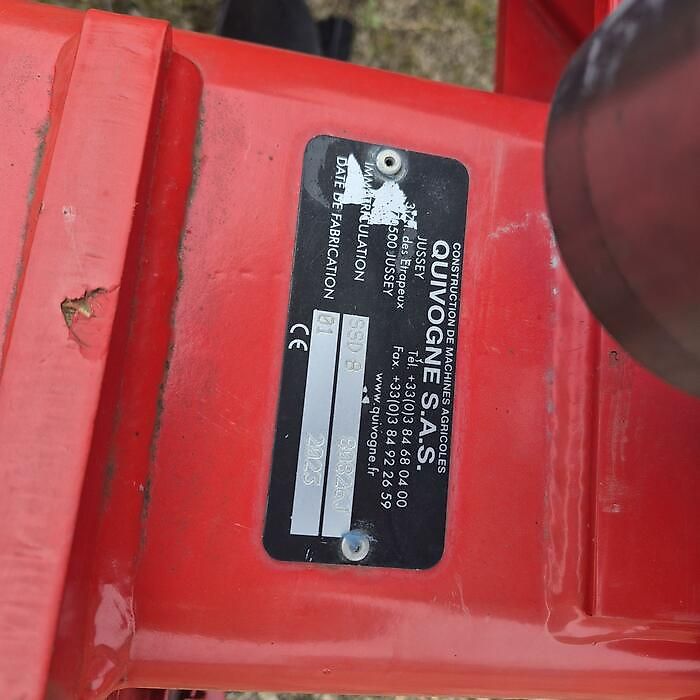 CONSTRUCTION DE MACHINES AGRICOLES
QUIVOGNE S.A.S.
JUSSEY
des Etrapeux
JUSSEY
Tél. +33(0)3 84 68 04 00
Fax. +33(0)3 84 92 26 59
www.quivogne.fr
IMMATRICULATION SSD 8
DATE DE FABRICATION 01 2023
CE